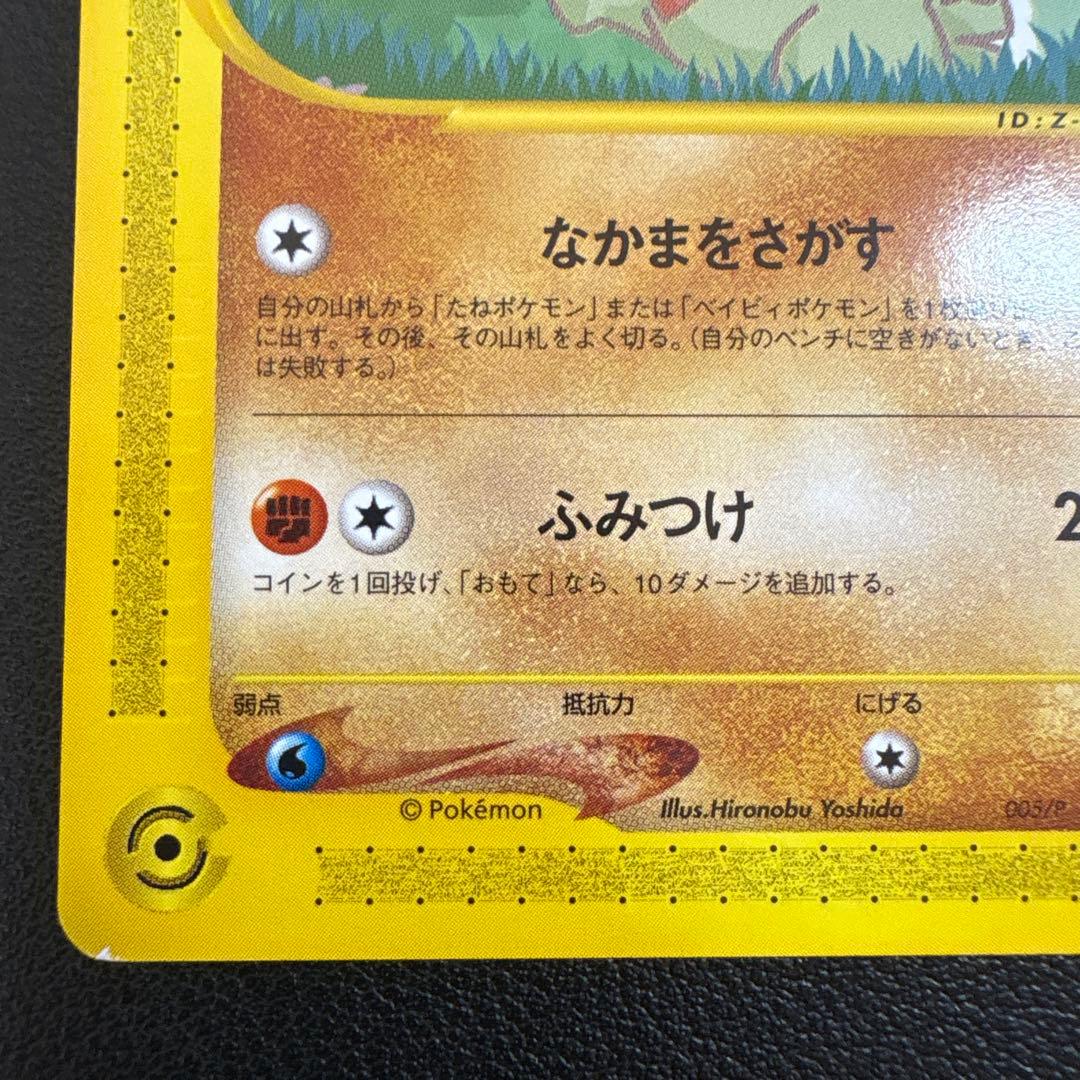 ID:Z-
なかまをさがす
自分の山札から「たねポケモン」または「ベイビィポケモン」を1枚
に出す。その後、その山札をよく切る。(自分のベンチに空きがないとき、こ
は失敗する。)
ふみつけ 2
コインを1回投げ、「おもて」なら、10ダメージを追加する。
弱点 抵抗力 にげる
© Pokémon Illus.Hironobu Yoshida 005/P